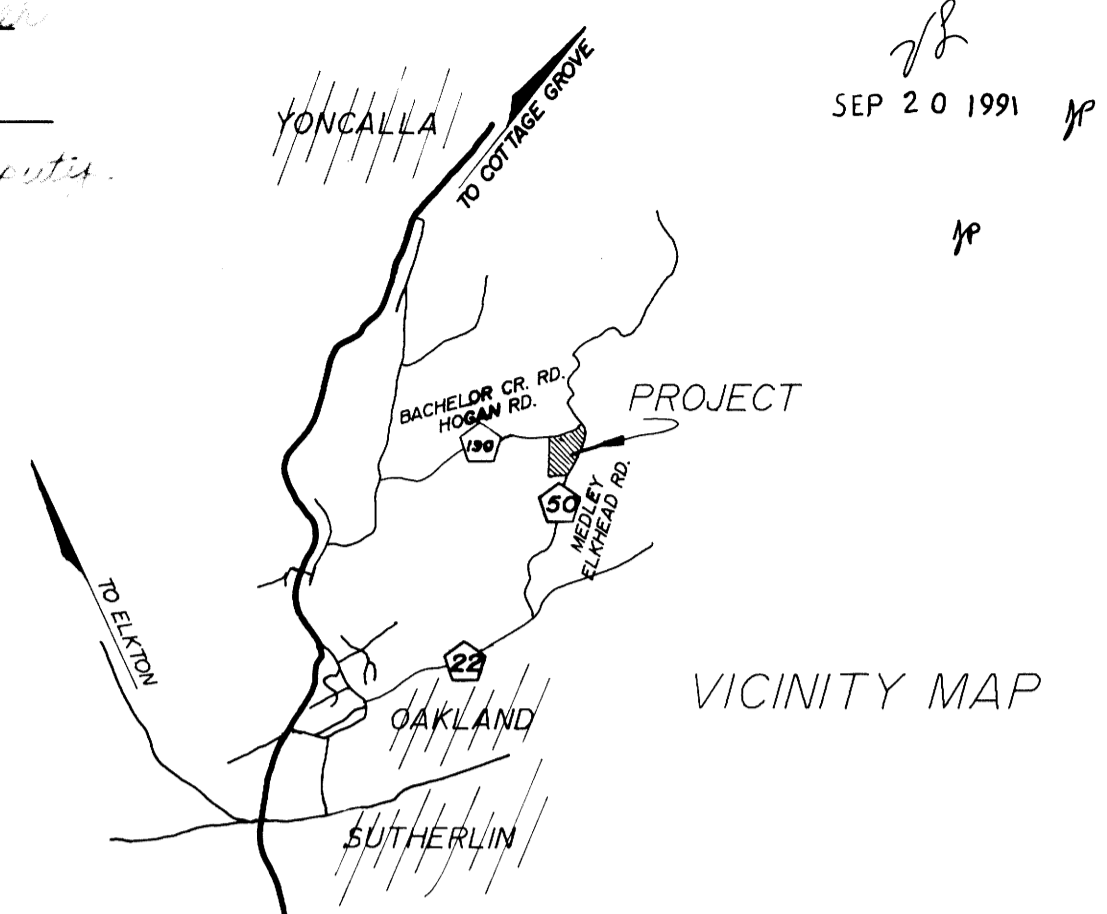 SEP 20 1991
YONCALLA
TO COTTAGE GROVE
BACHELOR CR. RD.
HOGAN RD.
PROJECT
190
50
MEDLEY
ELKHEAD RD.
TO ELKTON
22
VICINITY MAP
OAKLAND
SUTHERLIN